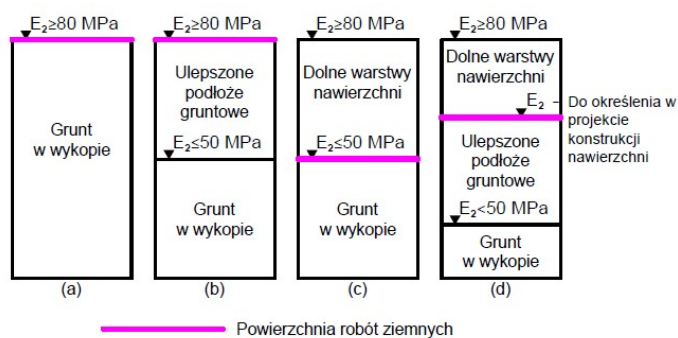 E₂≥80 MPa
Grunt
w wykopie
(a)
E₂≥80 MPa
Ulepszone
podłoże
gruntowe
E₂≤50 MPa
Grunt
w wykopie
(b)
E₂≥80 MPa
Dolne warstwy
nawierzchni
E₂≤50 MPa
Grunt
w wykopie
(c)
E₂≥80 MPa
Dolne warstwy
nawierzchni
E₂ – Do określenia w
projekcie
konstrukcji
nawierzchni
Ulepszone
podłoże
gruntowe
E₂<50 MPa
Grunt
w wykopie
(d)
Powierzchnia robót ziemnych